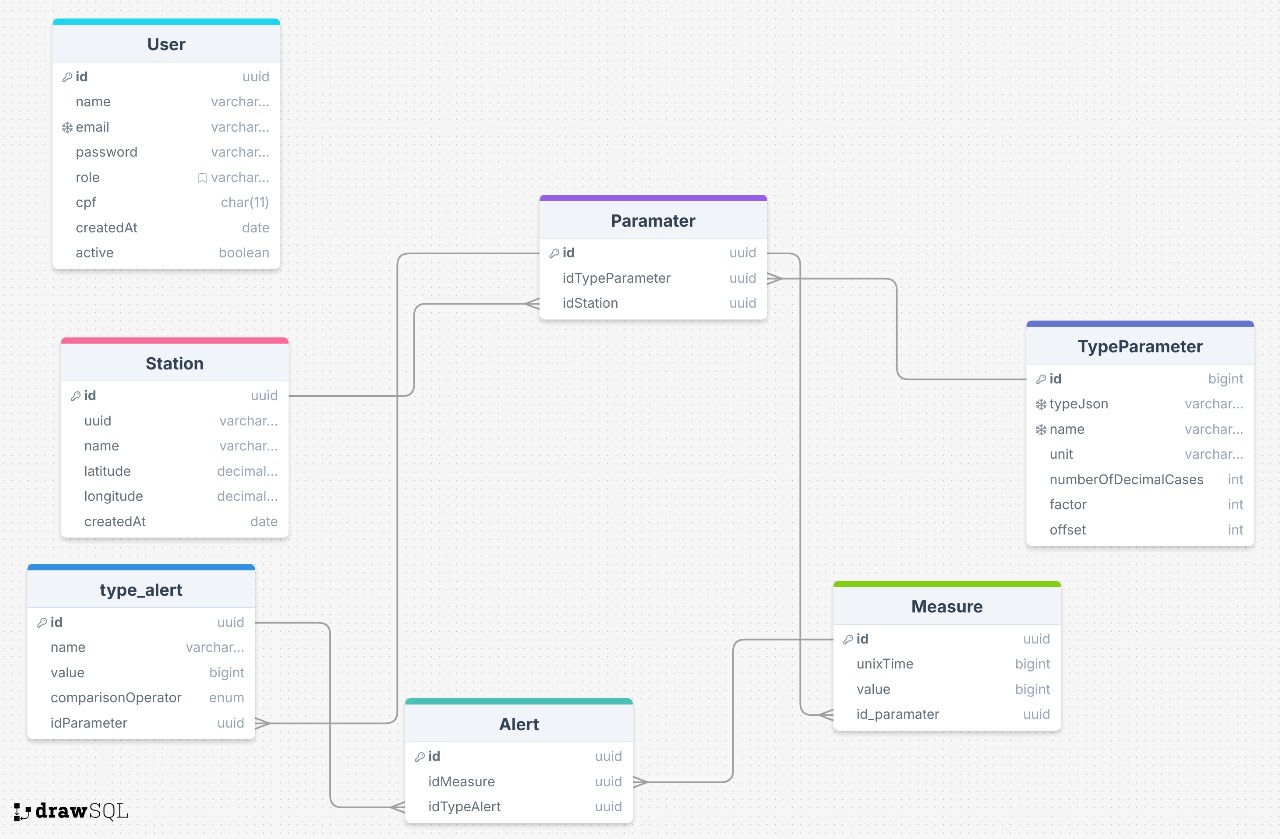 User
id uuid
name varchar...
email varchar...
password varchar...
role varchar...
cpf char(11)
createdAt date
active boolean
Paramater
id uuid
idTypeParameter uuid
idStation uuid
Station
id uuid
uuid varchar...
name varchar...
latitude decimal...
longitude decimal...
createdAt date
TypeParameter
id bigint
typeJson varchar...
name varchar...
unit varchar...
numberOfDecimalCases int
factor int
offset int
type_alert
id uuid
name varchar...
value bigint
comparisonOperator enum
idParameter uuid
Measure
id uuid
unixTime bigint
value bigint
id_paramater uuid
Alert
id uuid
idMeasure uuid
idTypeAlert uuid
drawSQL